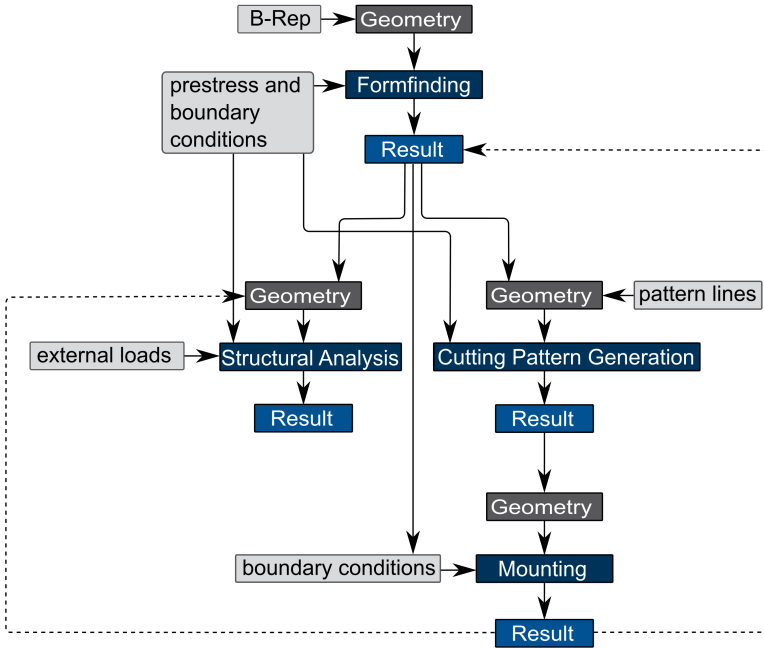 B-Rep
Geometry
prestress and
boundary
conditions
Formfinding
Result
Geometry
Geometry
pattern lines
external loads
Structural Analysis
Cutting Pattern Generation
Result
Result
Geometry
boundary conditions
Mounting
Result